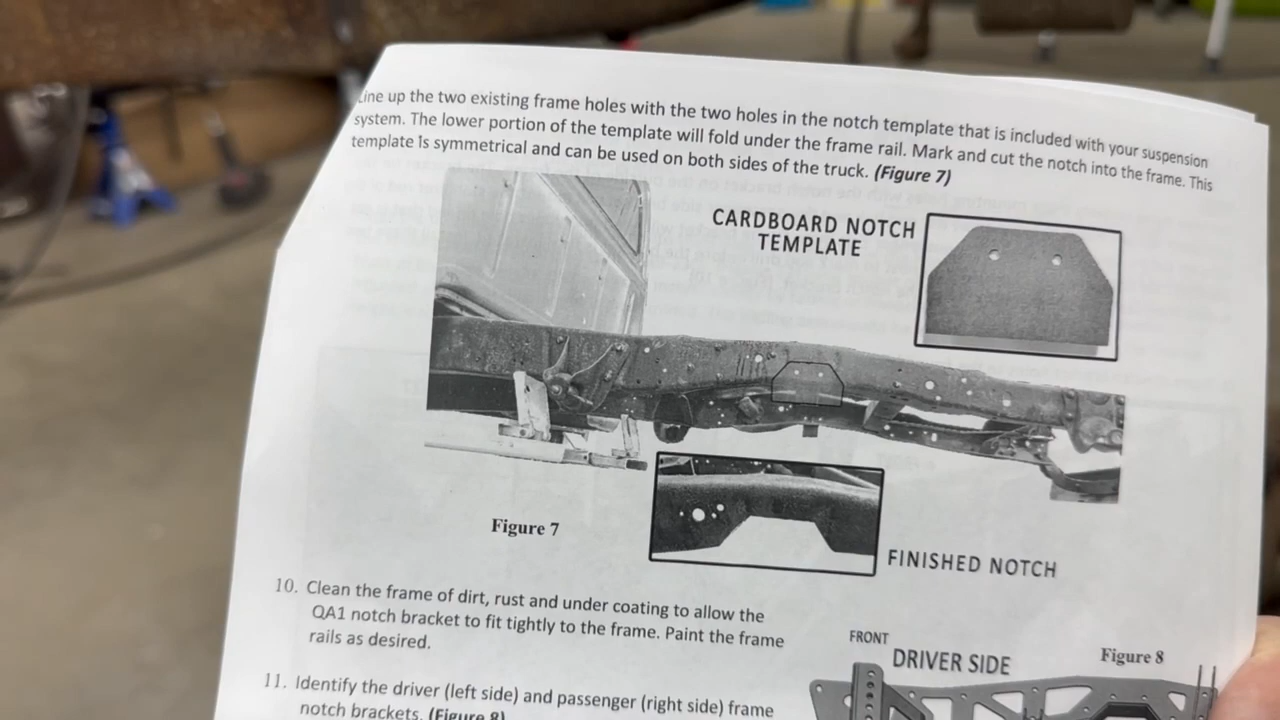 Line up the two existing frame holes with the two holes in the notch template that is included with your suspension
system. The lower portion of the template will fold under the frame rail. Mark and cut the notch into the frame. This
template is symmetrical and can be used on both sides of the truck. (Figure 7)
CARDBOARD NOTCH
TEMPLATE
Figure 7
FINISHED NOTCH
10. Clean the frame of dirt, rust and under coating to allow the
QA1 notch bracket to fit tightly to the frame. Paint the frame
rails as desired.
11. Identify the driver (left side) and passenger (right side) frame
notch brackets. (Figure 8)
FRONT
DRIVER SIDE
Figure 8